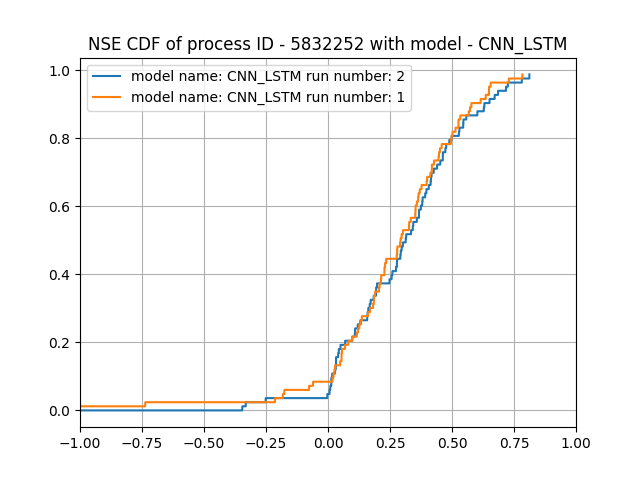 NSE CDF of process ID - 5832252 with model - CNN_LSTM
model name: CNN_LSTM run number: 2
model name: CNN_LSTM run number: 1
1.0
0.8
0.6
0.4
0.2
0.0
−1.00 −0.75 −0.50 −0.25 0.00 0.25 0.50 0.75 1.00